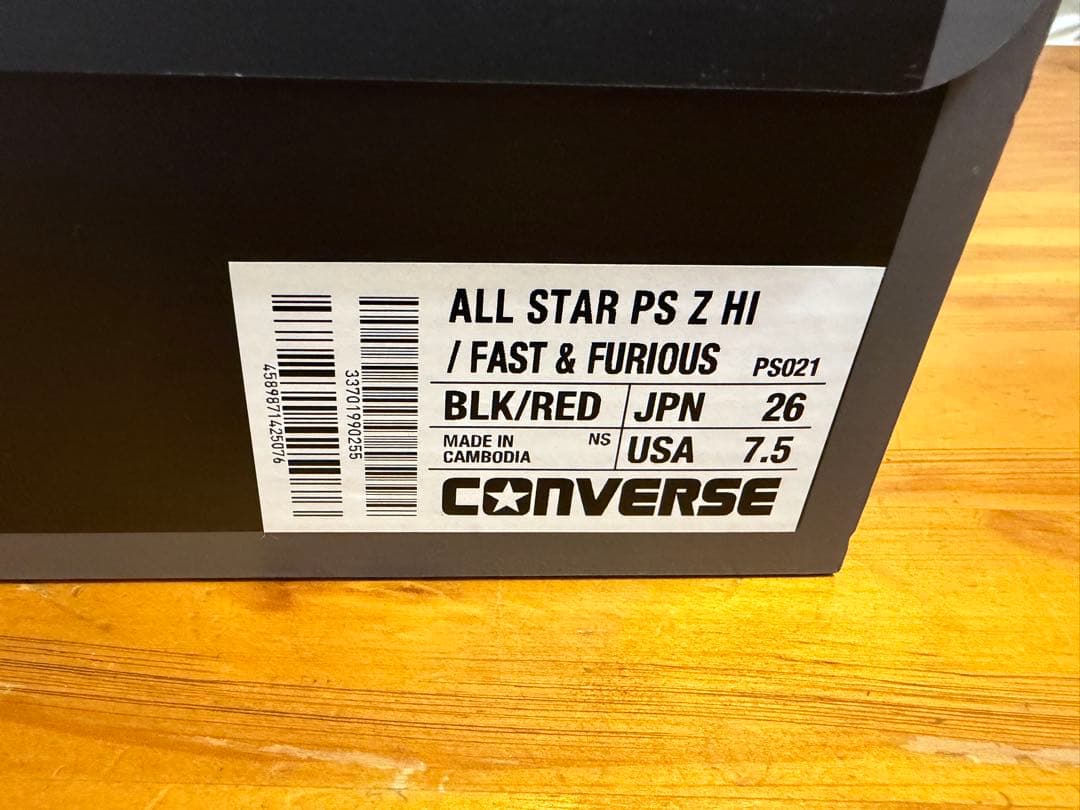 4589871425076
33701990255
ALL STAR PS Z HI
/ FAST & FURIOUS PS021
BLK/RED JPN 26
MADE IN CAMBODIA NS USA 7.5
CONVERSE